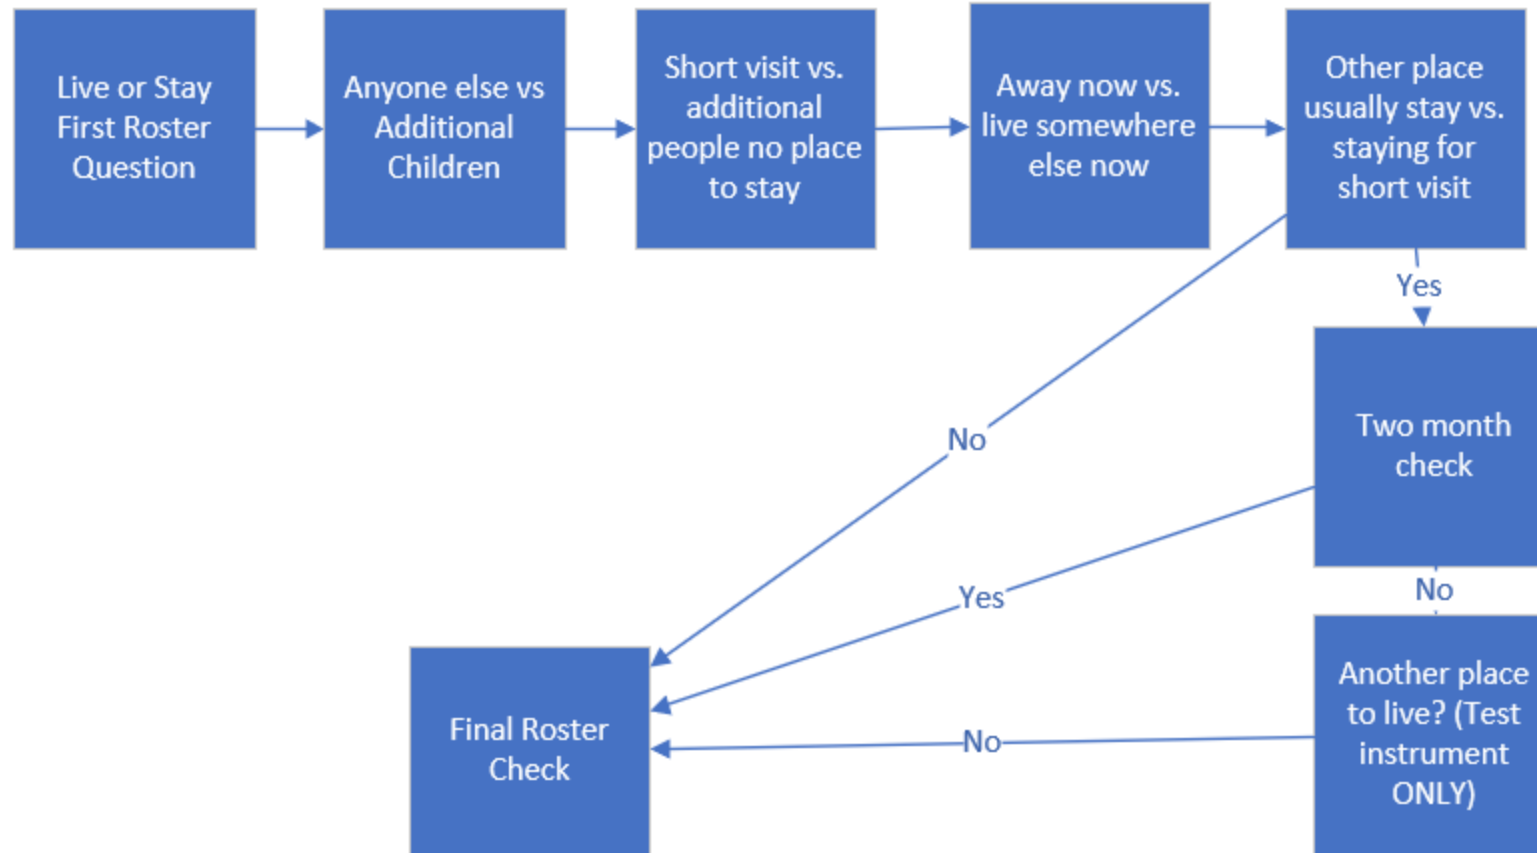 Live or Stay
First Roster
Question
Anyone else vs
Additional
Children
Short visit vs.
additional
people no place
to stay
Away now vs.
live somewhere
else now
Other place
usually stay vs.
staying for
short visit
Yes
No
Two month
check
Yes
No
Another place
to live? (Test
instrument
ONLY)
No
Final Roster
Check